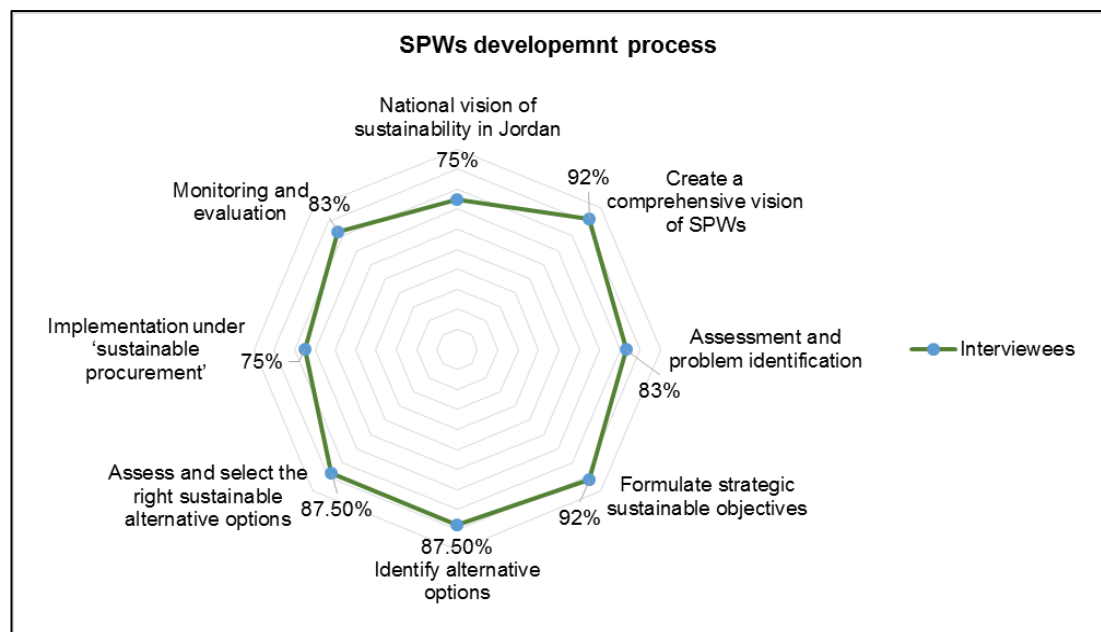 SPWs developemnt process
National vision of
sustainability in Jordan
75%
92%
Create a
comprehensive vision
of SPWs
Assessment and
problem identification
83%
Formulate strategic
sustainable objectives
92%
87.50%
Identify alternative
options
Assess and select the
right sustainable
alternative options
87.50%
Implementation under
‘sustainable
procurement’
75%
Monitoring and
evaluation
83%
Interviewees